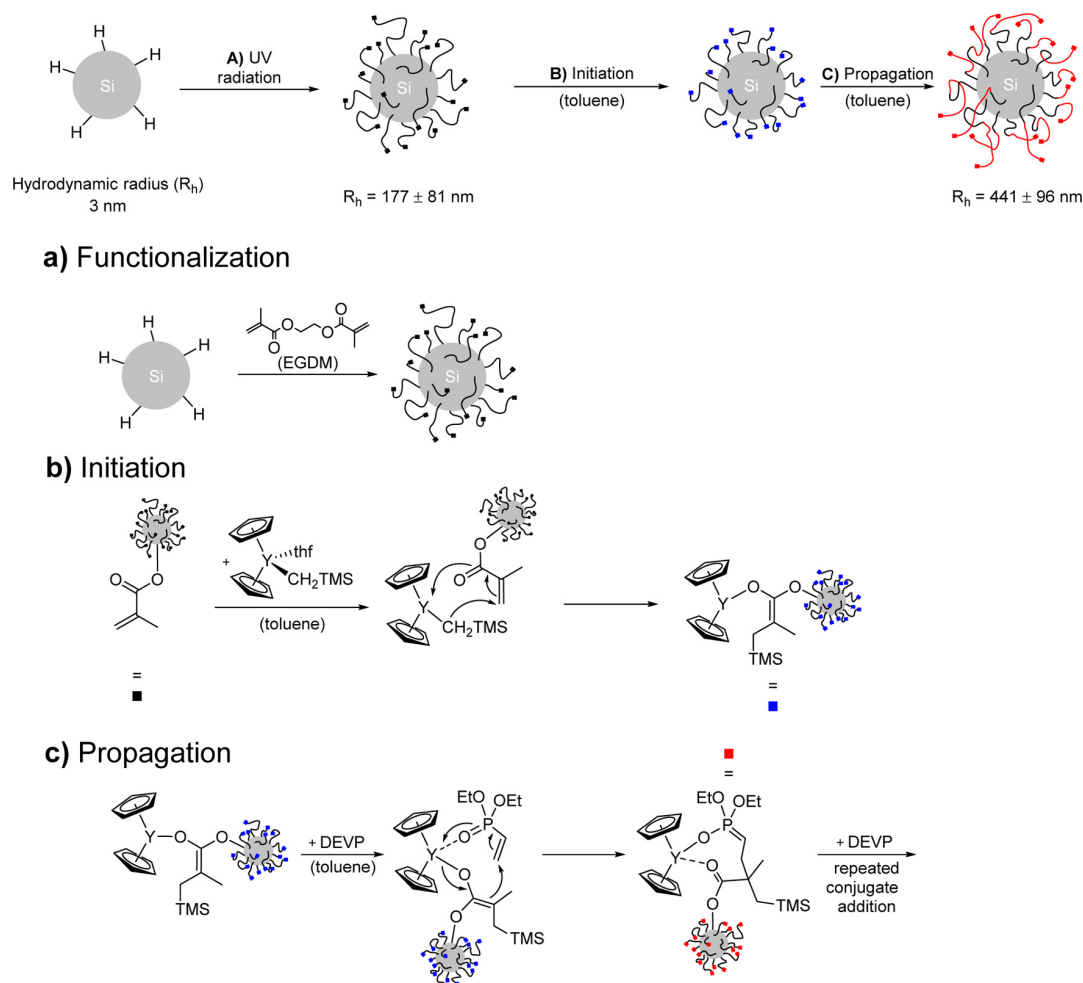 H
H
H
H
H
Si
A) UV
radiation
Si
B) Initiation
(toluene)
Si
C) Propagation
(toluene)
Si
Hydrodynamic radius (Rh)
3 nm
Rh = 177 ± 81 nm
Rh = 441 ± 96 nm
a) Functionalization
H
H
H
H
H
Si
O
O
O
O
(EGDM)
Si
b) Initiation
O
O
+
Y
thf
CH2TMS
(toluene)
O
O
Y
CH2TMS
Y
O
O
TMS
=
=
c) Propagation
=
Y
O
O
TMS
+ DEVP
(toluene)
EtO
OEt
P
O
Y
O
O
TMS
EtO
OEt
P
O
Y
O
O
TMS
+ DEVP
repeated
conjugate
addition